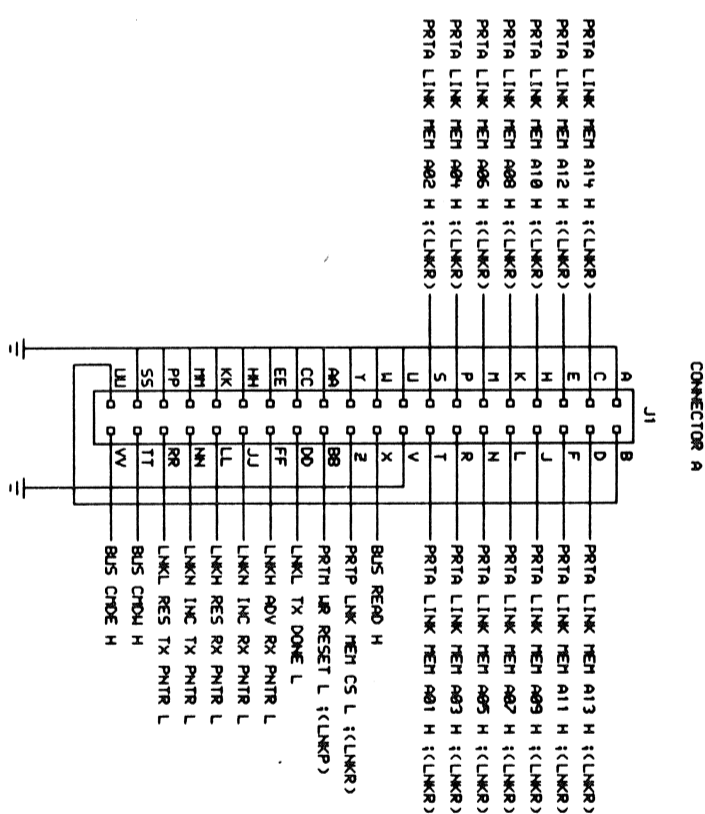 CONNECTOR A
J1
A B
PRTA LINK MEM A14 H ;(LNKR) C D PRTA LINK MEM A13 H ;(LNKR)
PRTA LINK MEM A12 H ;(LNKR) E F PRTA LINK MEM A11 H ;(LNKR)
PRTA LINK MEM A10 H ;(LNKR) H J PRTA LINK MEM A09 H ;(LNKR)
PRTA LINK MEM A08 H ;(LNKR) K L PRTA LINK MEM A07 H ;(LNKR)
PRTA LINK MEM A06 H ;(LNKR) M N PRTA LINK MEM A05 H ;(LNKR)
PRTA LINK MEM A04 H ;(LNKR) P R PRTA LINK MEM A03 H ;(LNKR)
PRTA LINK MEM A02 H ;(LNKR) S T PRTA LINK MEM A01 H ;(LNKR)
U V
W X BUS READ H
Y Z PRTP LNK MEM CS L ;(LNKR)
AA BB PRTM WR RESET L ;(LNKP)
CC DD LNKL TX DONE L
EE FF LNKH ADV RX PNTR L
HH JJ LNKN INC RX PNTR L
KK LL LNKH RES RX PNTR L
MM NN LNKN INC TX PNTR L
PP RR LNKL RES TX PNTR L
SS TT BUS CMDW H
UU VV BUS CMDE H